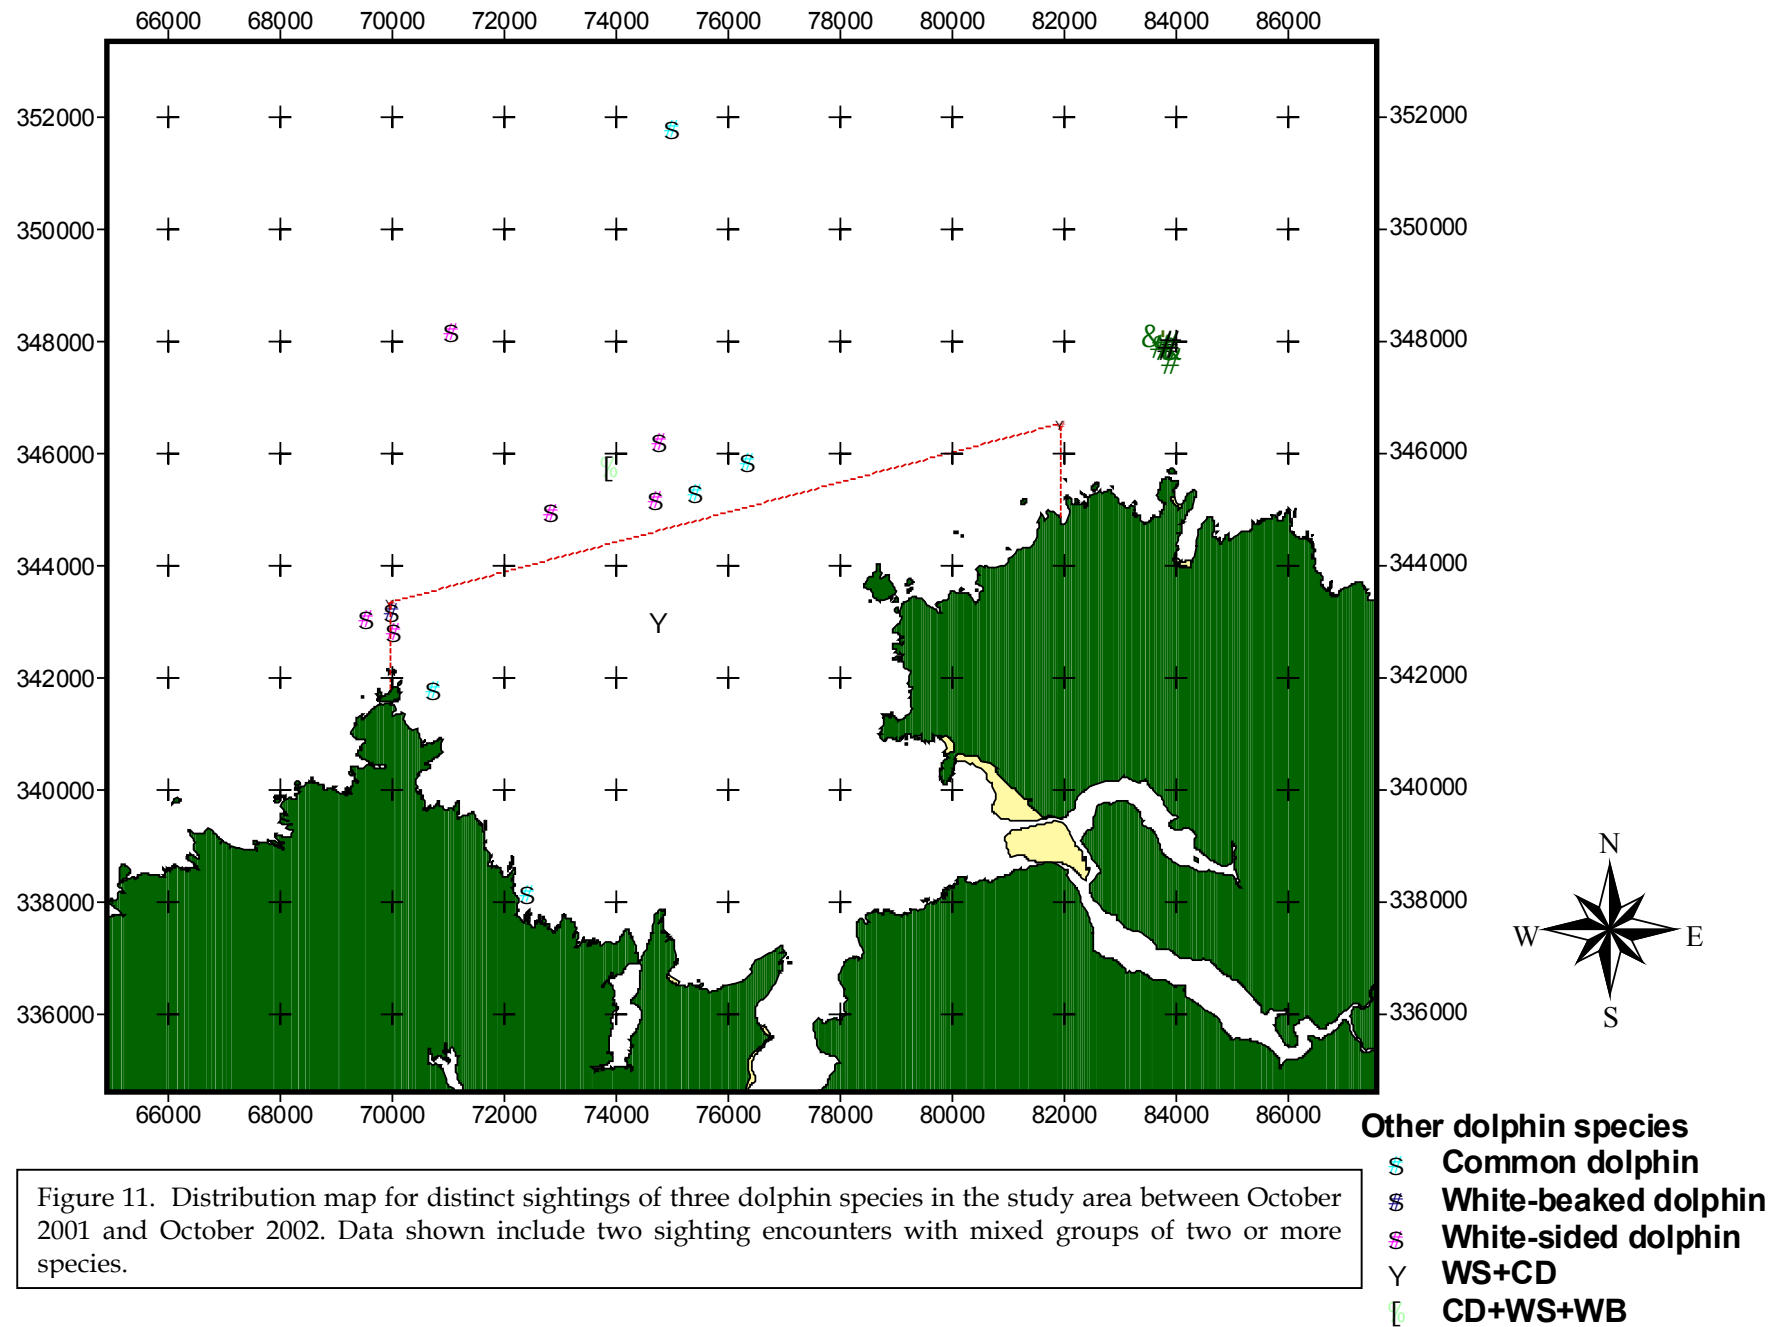 66000 68000 70000 72000 74000 76000 78000 80000 82000 84000 86000
352000 S 352000
350000 350000
348000 S & # 348000
346000 S S 346000
[ S S
S
344000 344000
S S Y
S
342000 S 342000
340000 340000
338000 S 338000
336000 336000
66000 68000 70000 72000 74000 76000 78000 80000 82000 84000 86000
N
W E
S
Other dolphin species
S Common dolphin
S White-beaked dolphin
S White-sided dolphin
Y WS+CD
[ CD+WS+WB
Figure 11. Distribution map for distinct sightings of three dolphin species in the study area between October
2001 and October 2002. Data shown include two sighting encounters with mixed groups of two or more
species.